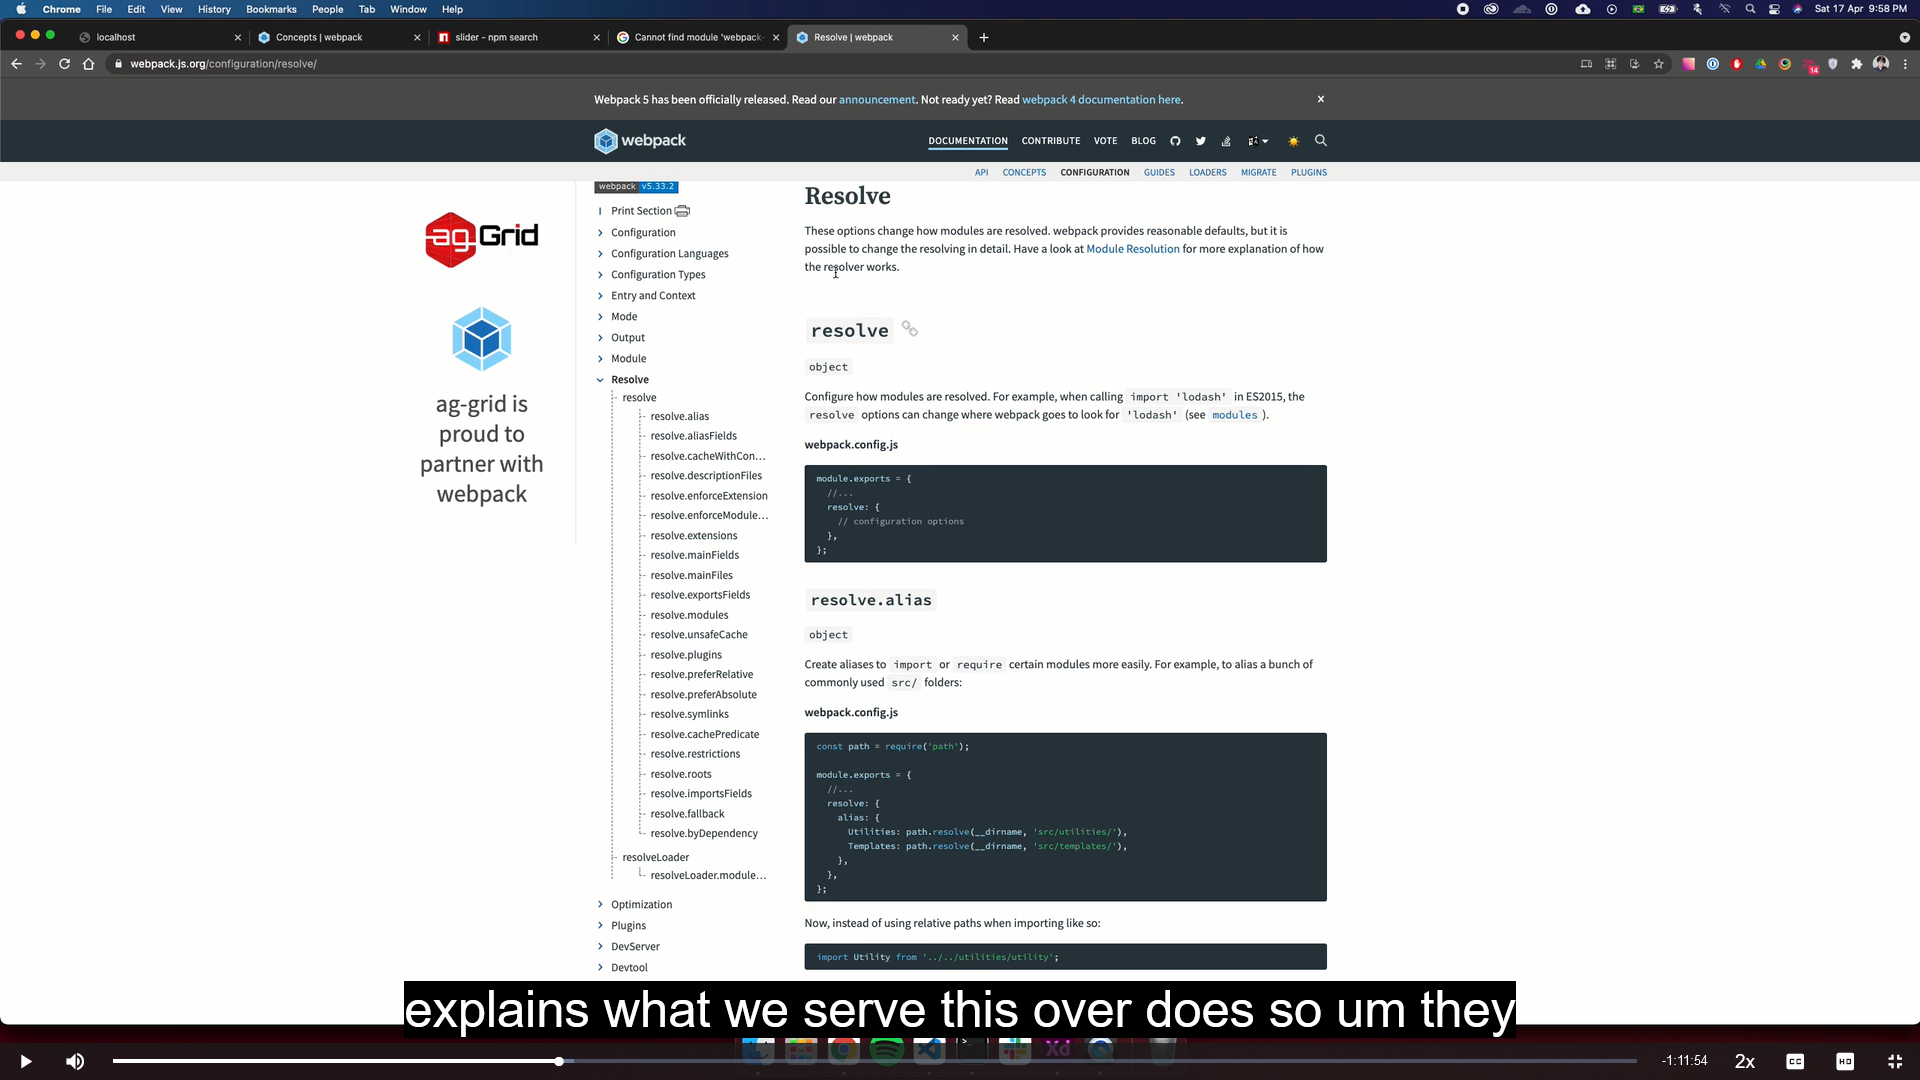 Chrome File Edit View History Bookmarks People Tab Window Help Sat 17 Apr 9:58 PM
localhost Concepts | webpack slider - npm search Cannot find module 'webpack- Resolve | webpack
webpack.js.org/configuration/resolve/ 14
Webpack 5 has been officially released. Read our announcement. Not ready yet? Read webpack 4 documentation here. ×
webpack DOCUMENTATION CONTRIBUTE VOTE BLOG
API CONCEPTS CONFIGURATION GUIDES LOADERS MIGRATE PLUGINS
ag-Grid
ag-grid is
proud to
partner with
webpack
webpack v5.33.2
Print Section
Configuration
Configuration Languages
Configuration Types
Entry and Context
Mode
Output
Module
Resolve
resolve
resolve.alias
resolve.aliasFields
resolve.cacheWithCon...
resolve.descriptionFiles
resolve.enforceExtension
resolve.enforceModule...
resolve.extensions
resolve.mainFields
resolve.mainFiles
resolve.exportsFields
resolve.modules
resolve.unsafeCache
resolve.plugins
resolve.preferRelative
resolve.preferAbsolute
resolve.symlinks
resolve.cachePredicate
resolve.restrictions
resolve.roots
resolve.importsFields
resolve.fallback
resolve.byDependency
resolveLoader
resolveLoader.module...
Optimization
Plugins
DevServer
Devtool
Resolve
These options change how modules are resolved. webpack provides reasonable defaults, but it is
possible to change the resolving in detail. Have a look at Module Resolution for more explanation of how
the resolver works.
resolve
object
Configure how modules are resolved. For example, when calling import 'lodash' in ES2015, the
resolve options can change where webpack goes to look for 'lodash' (see modules ).
webpack.config.js
module.exports = {
//...
resolve: {
// configuration options
},
};
resolve.alias
object
Create aliases to import or require certain modules more easily. For example, to alias a bunch of
commonly used src/ folders:
webpack.config.js
const path = require('path');
module.exports = {
//...
resolve: {
alias: {
Utilities: path.resolve(__dirname, 'src/utilities/'),
Templates: path.resolve(__dirname, 'src/templates/'),
},
},
};
Now, instead of using relative paths when importing like so:
import Utility from '../../utilities/utility';
explains what we serve this over does so um they
-1:11:54 2x CC HD